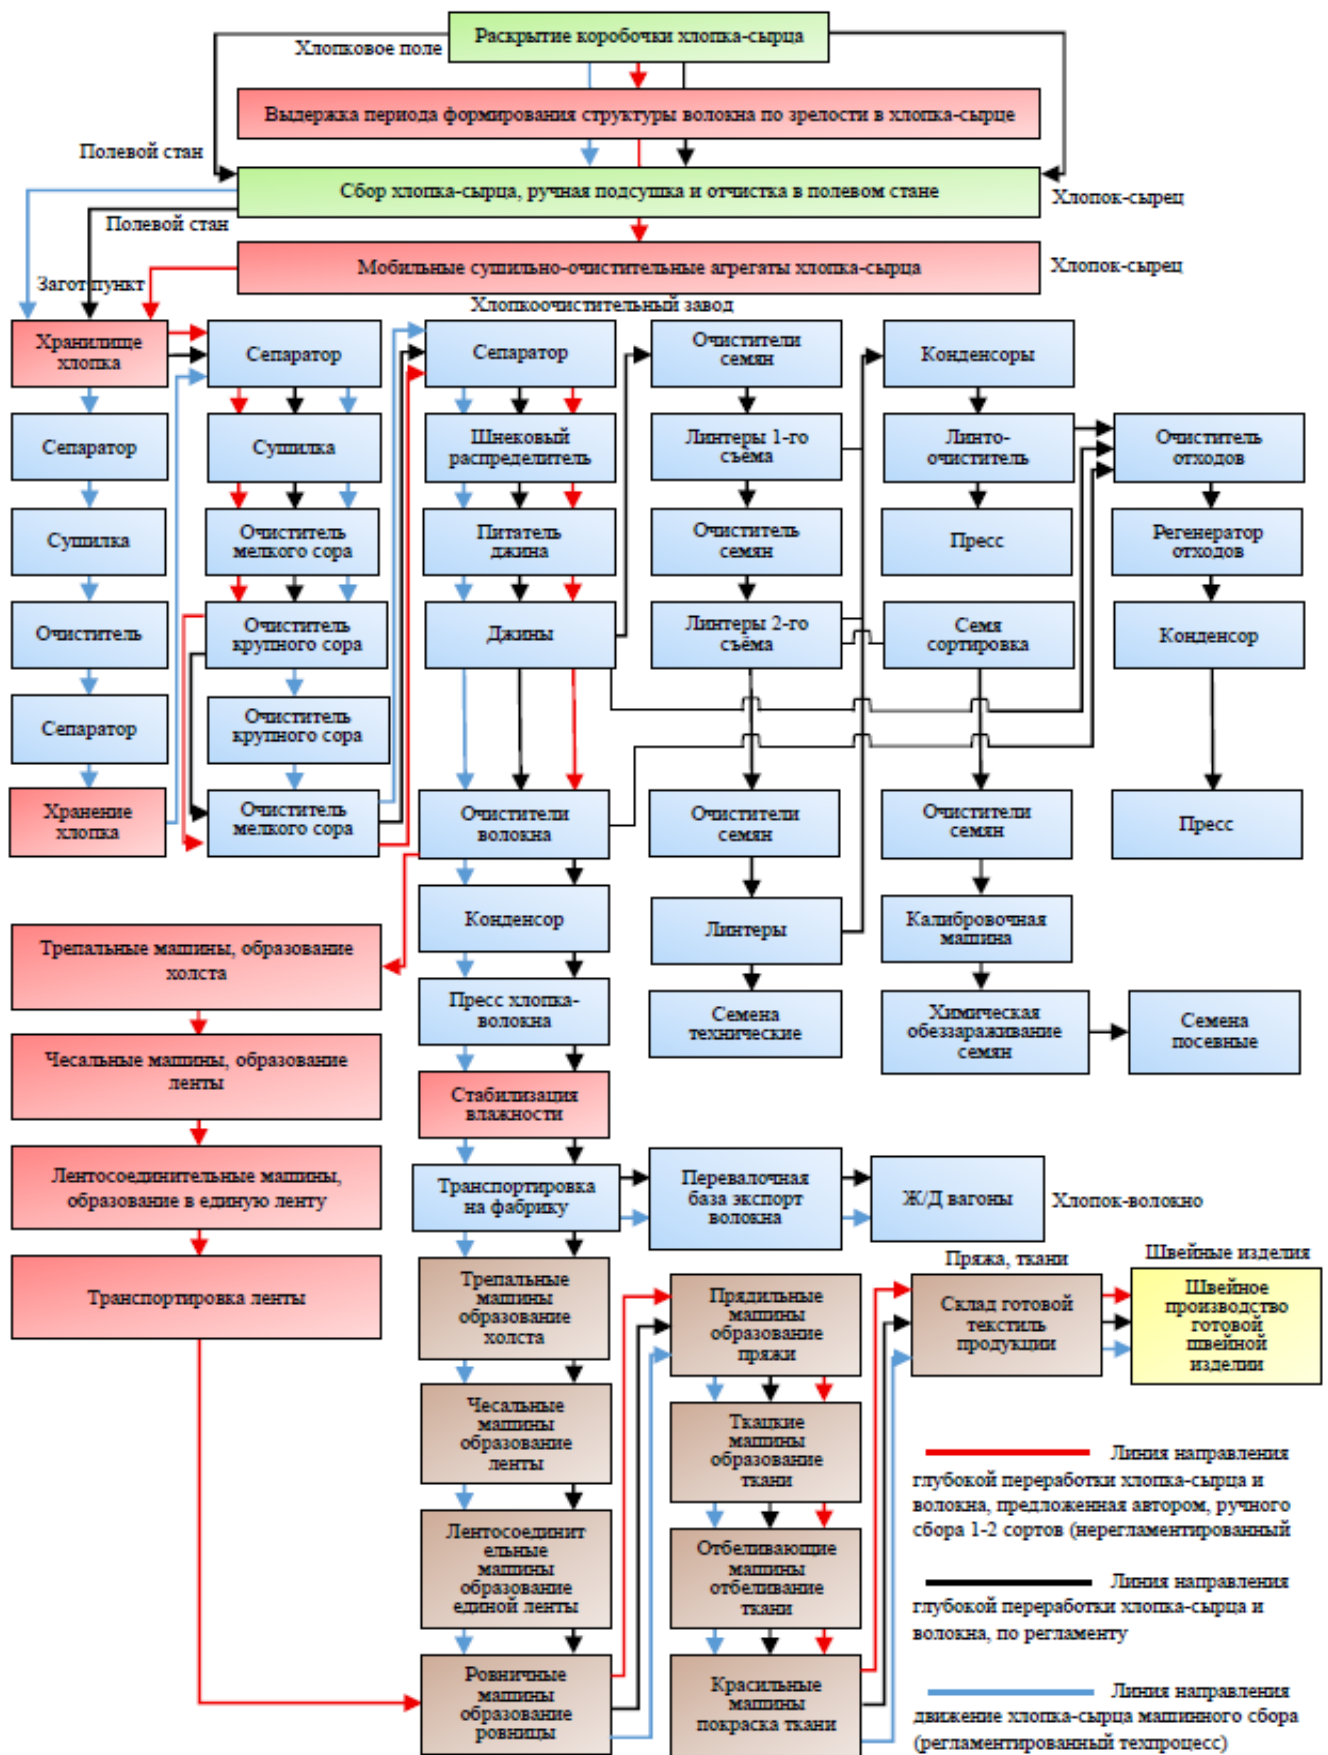 Раскрытие коробочки хлопка-сырца
Хлопковое поле
Выдержка периода формирования структуры волокна по зрелости в хлопка-сырце
Полевой стан
Сбор хлопка-сырца, ручная подсушка и отчистка в полевом стане
Хлопок-сырец
Полевой стан
Мобильные сушильно-очистительные агрегаты хлопка-сырца
Хлопок-сырец
Загот пункт
Хлопкоочистительный завод
Хранилище
хлопка
Сепаратор
Сушилка
Очиститель
Сепаратор
Хранение
хлопка
Сепаратор
Сушилка
Очиститель
мелкого сора
Очиститель
крупного сора
Очиститель
крупного сора
Очиститель
мелкого сора
Сепаратор
Шнековый
распределитель
Питатель
джина
Джины
Очистители
волокна
Конденсор
Пресс хлопка-
волокна
Стабилизация
влажности
Транспортировка
на фабрику
Очистители
семян
Линтеры 1-го
съёма
Очиститель
семян
Линтеры 2-го
съёма
Очистители
семян
Линтеры
Семена
технические
Конденсоры
Линто-
очиститель
Пресс
Семя
сортировка
Очистители
семян
Калибровочная
машина
Химическая
обеззараживание
семян
Семена
посевные
Очиститель
отходов
Регенератор
отходов
Конденсор
Пресс
Трепальные машины, образование
холста
Чесальные машины, образование
ленты
Лентосоединительные машины,
образование в единую ленту
Транспортировка ленты
Перевалочная
база экспорт
волокна
Ж/Д вагоны
Хлопок-волокно
Трепальные
машины
образование
холста
Чесальные
машины
образование
ленты
Лентосоединит
ельные
машины
образование
единой ленты
Ровничные
машины
образование
ровницы
Прядильные
машины
образование
пряжи
Ткацкие
машины
образование
ткани
Отбеливающие
машины
отбеливание
ткани
Красильные
машины
покраска ткани
Пряжа, ткани
Склад готовой
текстиль
продукции
Швейные изделия
Швейное
производство
готовой
швейной
изделии
Линия направления
глубокой переработки хлопка-сырца и
волокна, предложенная автором, ручного
сбора 1-2 сортов (нерегламентированный
Линия направления
глубокой переработки хлопка-сырца и
волокна, по регламенту
Линия направления
движение хлопка-сырца машинного сбора
(регламентированный техпроцесс)